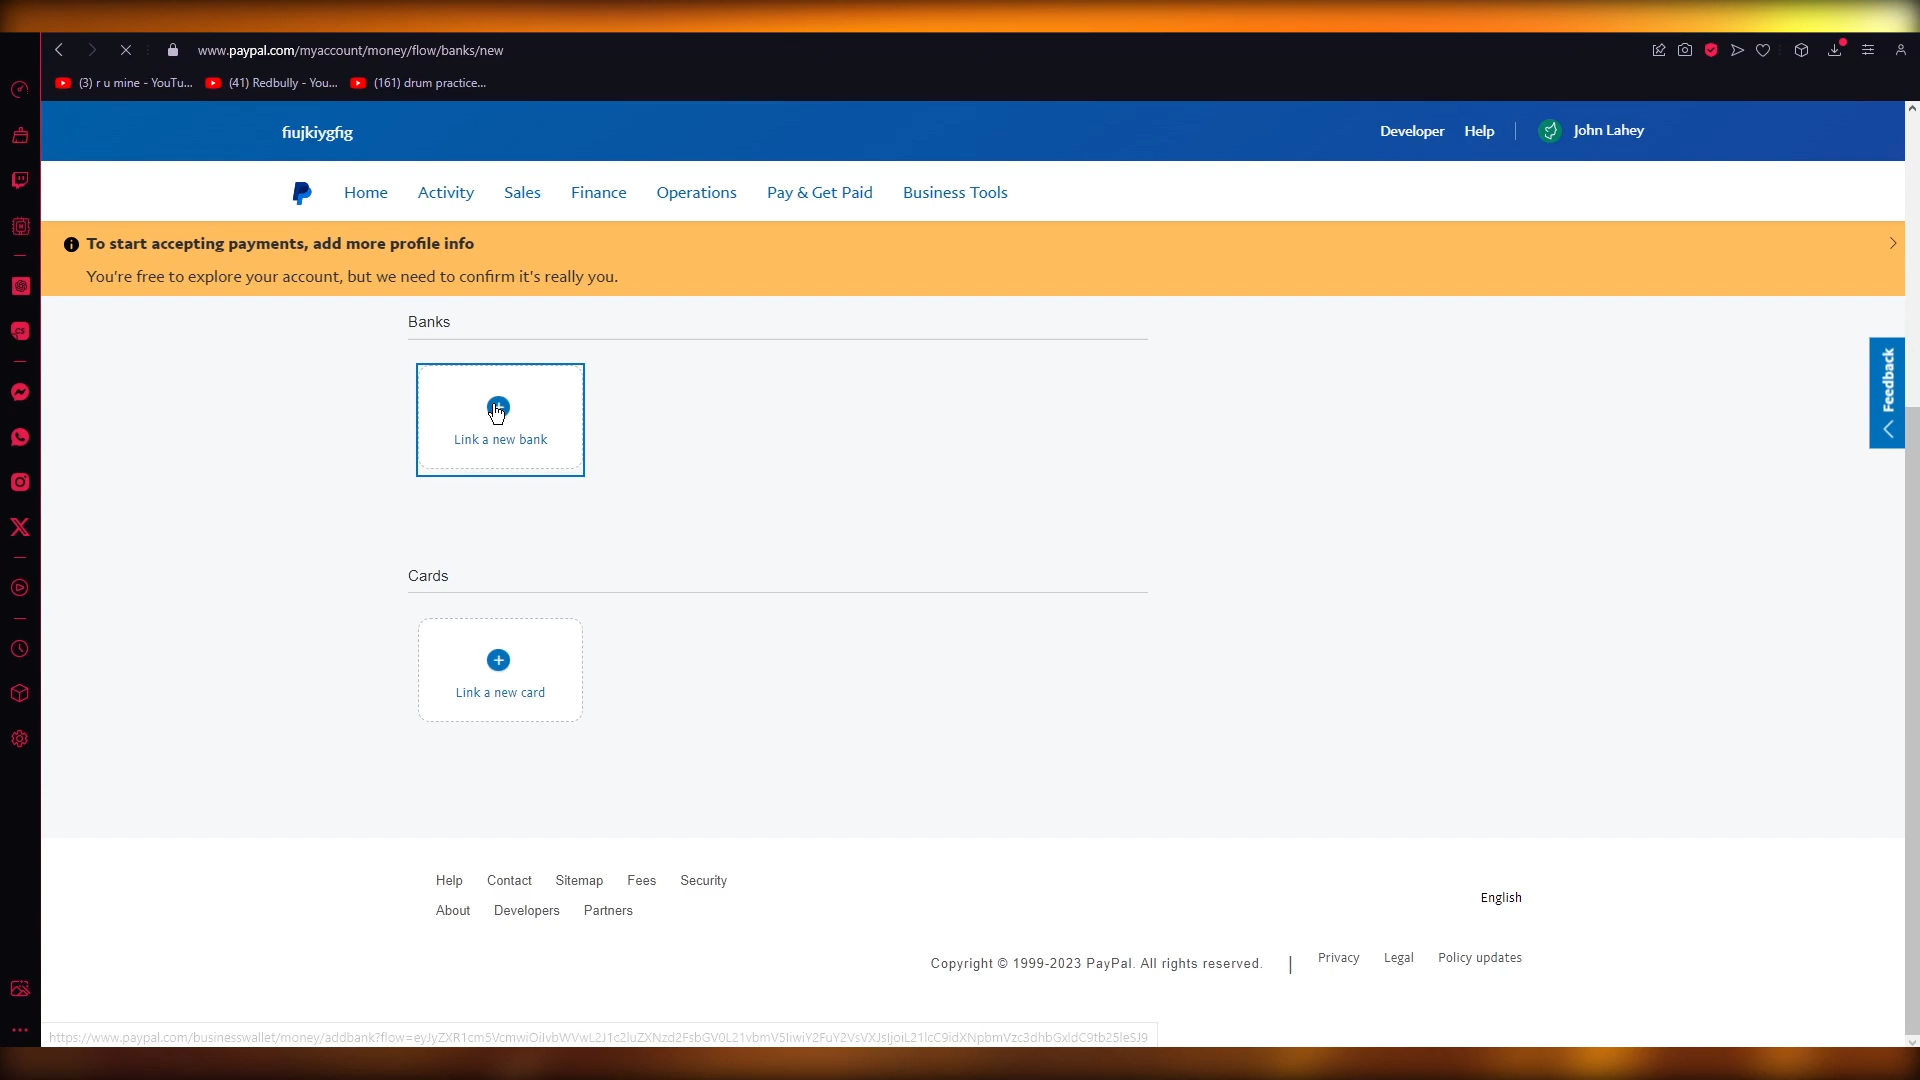 www.paypal.com/myaccount/money/flow/banks/new
(3) r u mine - YouTu... (41) Redbully - You... (161) drum practice...
fiujkiygfig Developer Help John Lahey
Home Activity Sales Finance Operations Pay & Get Paid Business Tools
To start accepting payments, add more profile info
You're free to explore your account, but we need to confirm it's really you.
Banks
Feedback
Link a new bank
Cards
Link a new card
Help Contact Sitemap Fees Security
About Developers Partners
English
Copyright © 1999-2023 PayPal. All rights reserved. | Privacy Legal Policy updates